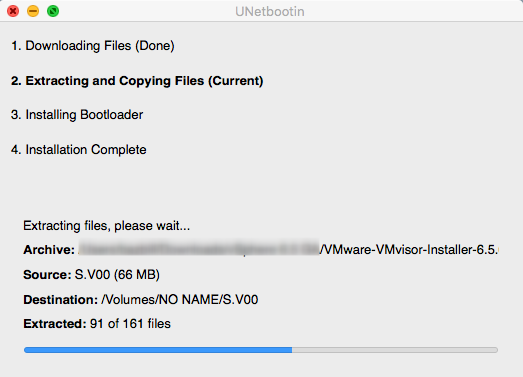 UNetbootin
1. Downloading Files (Done)
2. Extracting and Copying Files (Current)
3. Installing Bootloader
4. Installation Complete
Extracting files, please wait...
Archive: /VMware-VMvisor-Installer-6.5.
Source: S.V00 (66 MB)
Destination: /Volumes/NO NAME/S.V00
Extracted: 91 of 161 files